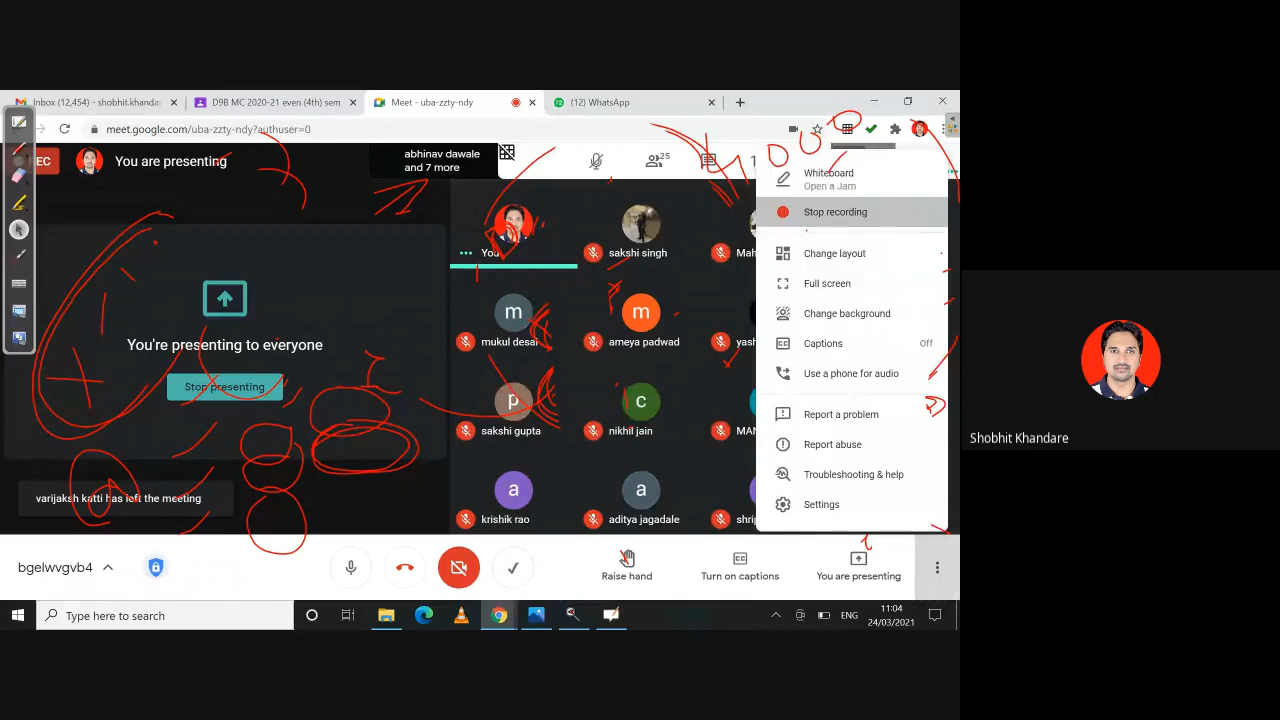 Inbox (12,454) - shobhit.khanda
D9B MC 2020-21 even (4th) sem
Meet - uba-zzty-ndy
(12) WhatsApp
meet.google.com/uba-zzty-ndy?authuser=0
REC
You are presenting
abhinav dawale
and 7 more
25
Whiteboard
Open a Jam
Stop recording
You
sakshi singh
Mah
Change layout
Full screen
m
mukul desai
m
ameya padwad
yash
Change background
You're presenting to everyone
Captions
Off
Stop presenting
Use a phone for audio
p
sakshi gupta
c
nikhil jain
MAN
Report a problem
Report abuse
Shobhit Khandare
Troubleshooting & help
varijaksh katti has left the meeting
a
krishik rao
a
aditya jagadale
shri
Settings
bgelwvgvb4
Raise hand
Turn on captions
You are presenting
Type here to search
ENG
11:04
24/03/2021